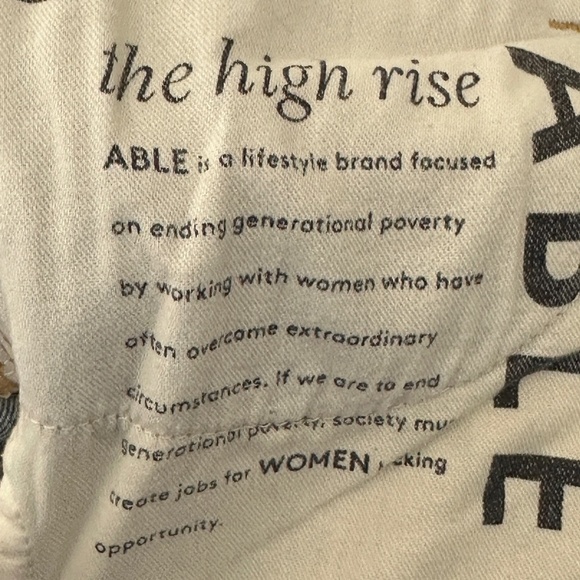 the high rise
ABLE is a lifestyle brand focused
on ending generational poverty
by working with women who have
often overcome extraordinary
circumstances. If we are to end
generational poverty, society
create jobs for WOMEN
opportunity.
ABLE